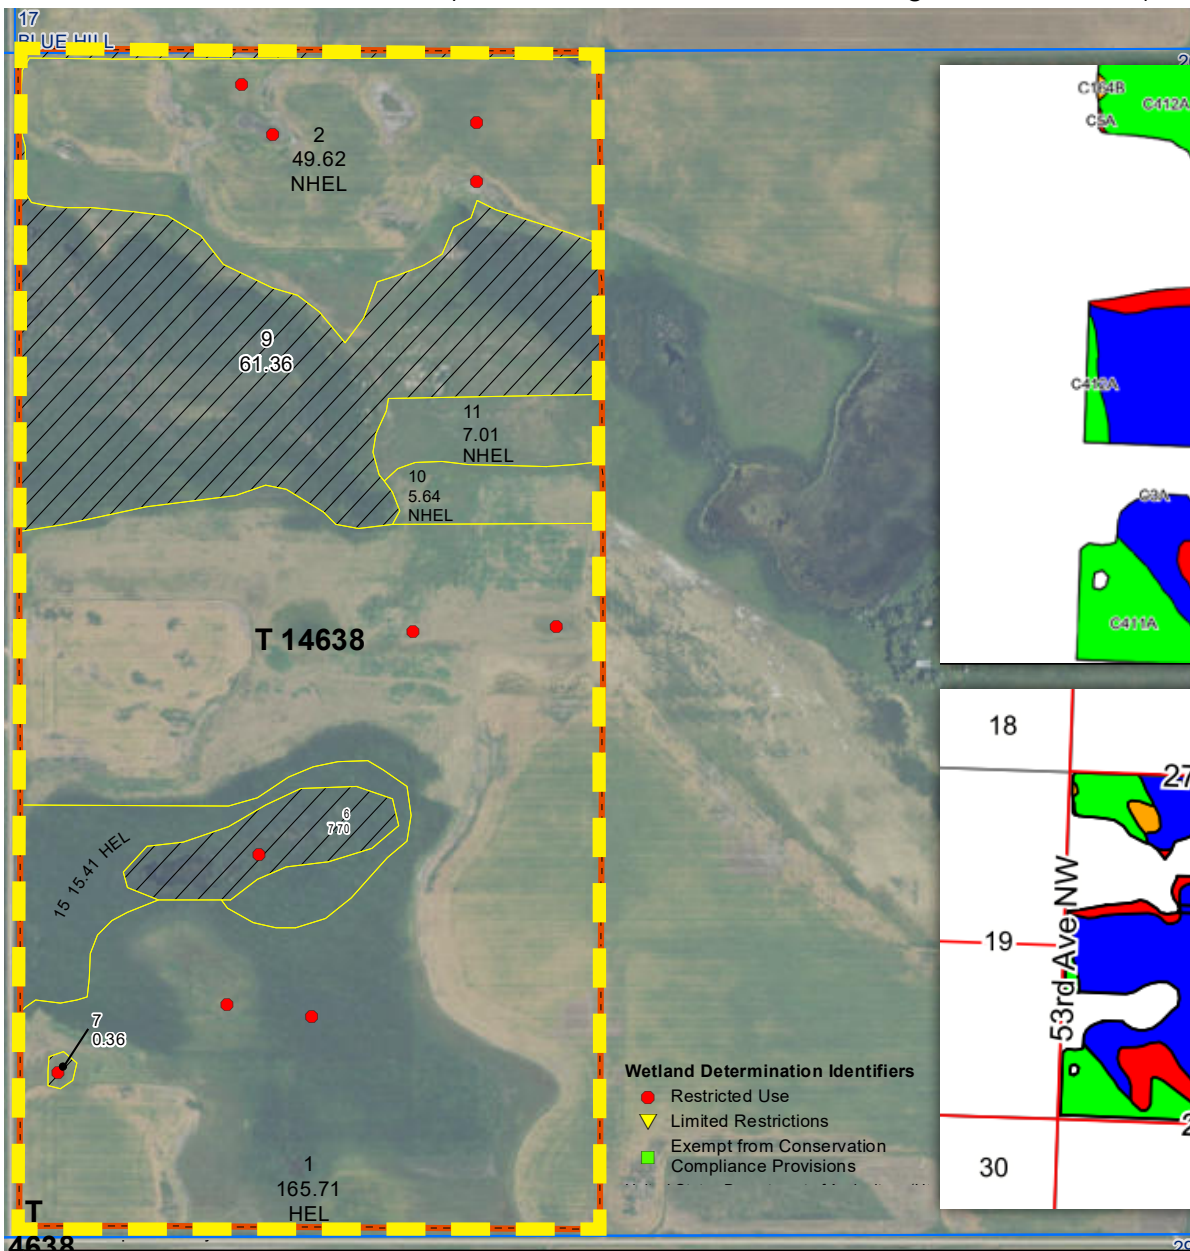 17
BLUE HILL
2
49.62
NHEL
9
61.36
11
7.01
NHEL
10
5.64
NHEL
T 14638
6
7.70
15 15.41 HEL
7
0.36
1
165.71
HEL
T
4638
Wetland Determination Identifiers
Restricted Use
Limited Restrictions
Exempt from Conservation
Compliance Provisions
C164B
C412A
C5A
C412A
C3A
C411A
18
27
19
53rd Ave NW
30
29